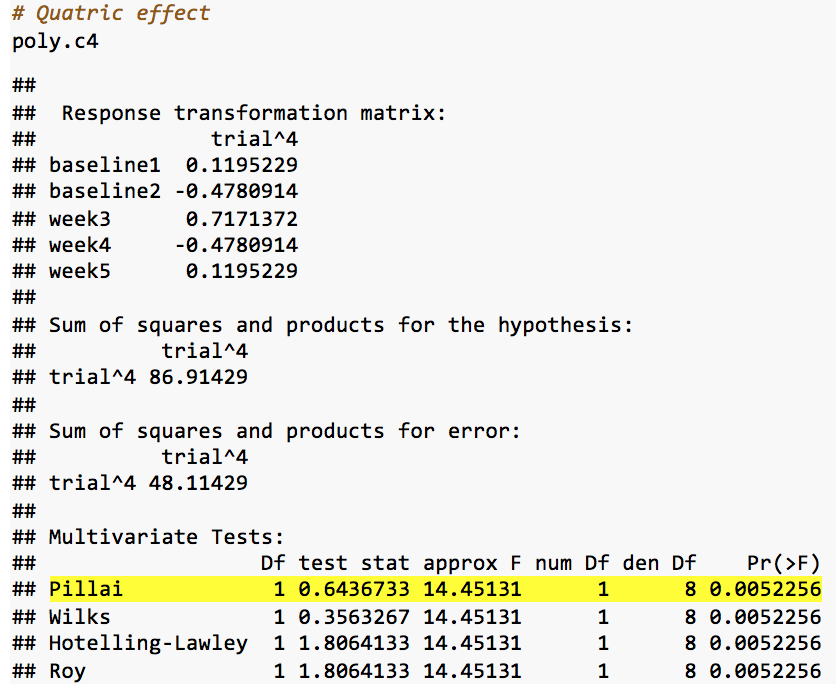 # Quatric effect
poly.c4
##
##  Response transformation matrix:
##              trial^4
## baseline1  0.1195229
## baseline2 -0.4780914
## week3      0.7171372
## week4     -0.4780914
## week5      0.1195229
##
## Sum of squares and products for the hypothesis:
##          trial^4
## trial^4 86.91429
##
## Sum of squares and products for error:
##          trial^4
## trial^4 48.11429
##
## Multivariate Tests:
##                  Df test stat approx F num Df den Df    Pr(>F)
## Pillai            1 0.6436733 14.45131      1      8 0.0052256
## Wilks             1 0.3563267 14.45131      1      8 0.0052256
## Hotelling-Lawley  1 1.8064133 14.45131      1      8 0.0052256
## Roy               1 1.8064133 14.45131      1      8 0.0052256